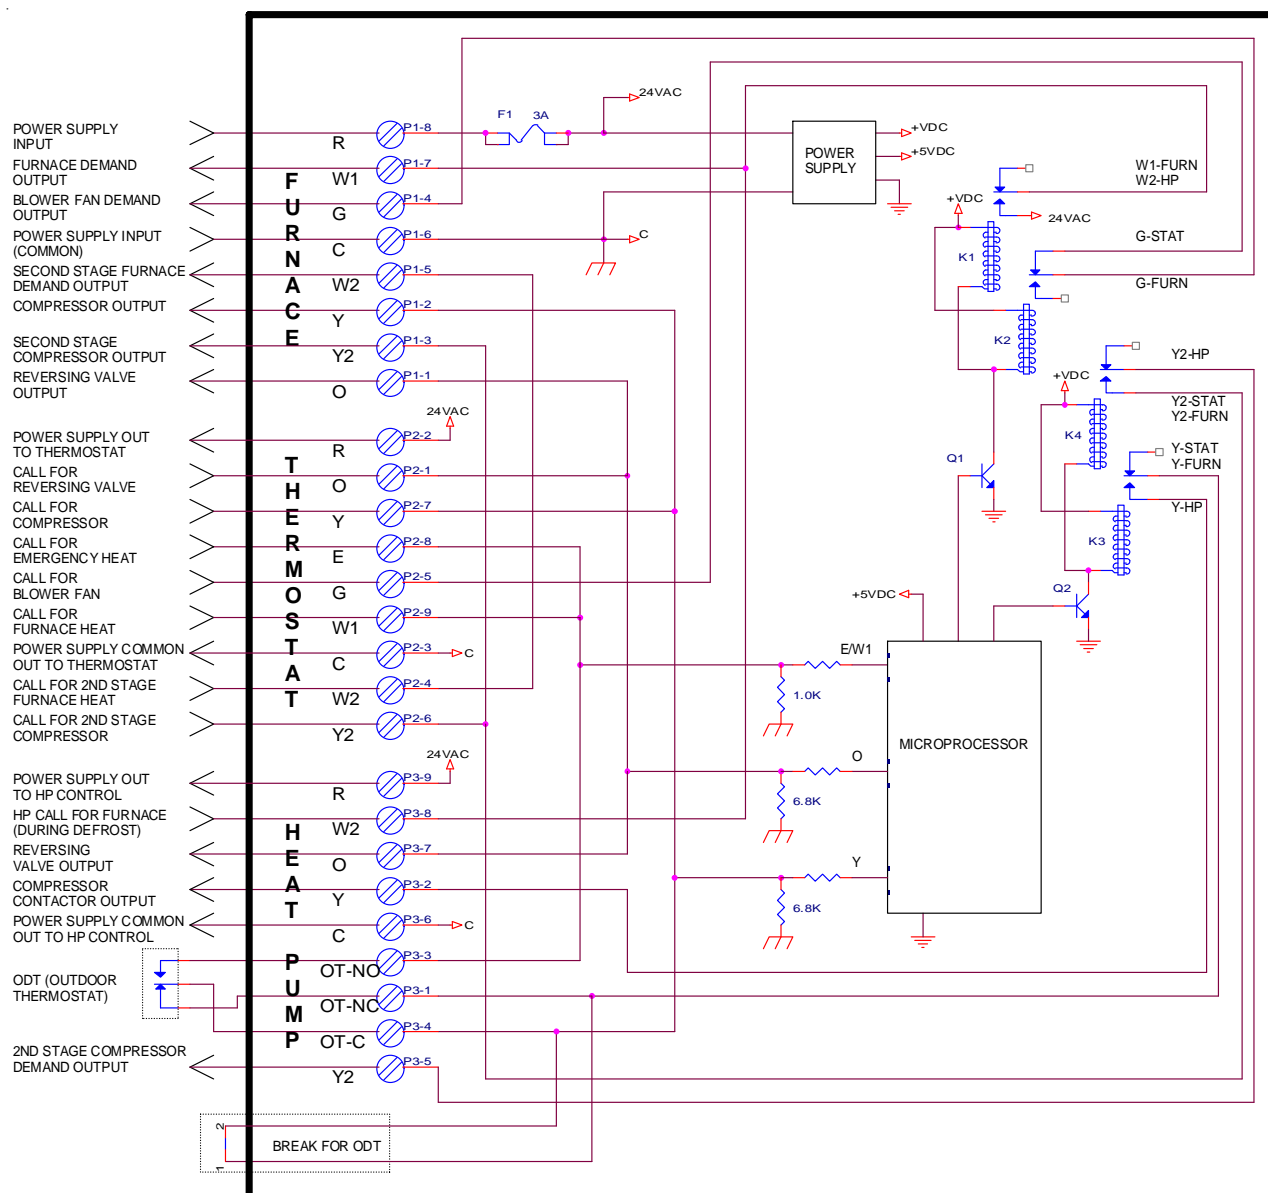 POWER SUPPLY
INPUT
R
P1-8
F1 3A
24VAC
FURNACE DEMAND
OUTPUT
W1
P1-7
BLOWER FAN DEMAND
OUTPUT
G
P1-4
POWER SUPPLY INPUT
(COMMON)
C
P1-6
C
SECOND STAGE FURNACE
DEMAND OUTPUT
W2
P1-5
COMPRESSOR OUTPUT
Y
P1-2
SECOND STAGE
COMPRESSOR OUTPUT
Y2
P1-3
REVERSING VALVE
OUTPUT
O
P1-1
FURNACE
POWER
SUPPLY
+VDC
+5VDC
W1-FURN
W2-HP
24VAC
+VDC
K1
G-STAT
G-FURN
K2
Y2-HP
Y2-STAT
Y2-FURN
+VDC
K4
Y-STAT
Y-FURN
Y-HP
K3
Q1
Q2
POWER SUPPLY OUT
TO THERMOSTAT
R
P2-2
24VAC
CALL FOR
REVERSING VALVE
O
P2-1
CALL FOR
COMPRESSOR
Y
P2-7
CALL FOR
EMERGENCY HEAT
E
P2-8
CALL FOR
BLOWER FAN
G
P2-5
CALL FOR
FURNACE HEAT
W1
P2-9
POWER SUPPLY COMMON
OUT TO THERMOSTAT
C
P2-3
C
CALL FOR 2ND STAGE
FURNACE HEAT
W2
P2-4
CALL FOR 2ND STAGE
COMPRESSOR
Y2
P2-6
THERMOSTAT
+5VDC
E/W1
1.0K
MICROPROCESSOR
O
6.8K
Y
6.8K
POWER SUPPLY OUT
TO HP CONTROL
R
P3-9
24VAC
HP CALL FOR FURNACE
(DURING DEFROST)
W2
P3-8
REVERSING
VALVE OUTPUT
O
P3-7
COMPRESSOR
CONTACTOR OUTPUT
Y
P3-2
POWER SUPPLY COMMON
OUT TO HP CONTROL
C
P3-6
C
OT-NO
P3-3
ODT (OUTDOOR
THERMOSTAT)
OT-NC
P3-1
OT-C
P3-4
2ND STAGE COMPRESSOR
DEMAND OUTPUT
Y2
P3-5
HEAT PUMP
2
BREAK FOR ODT
1